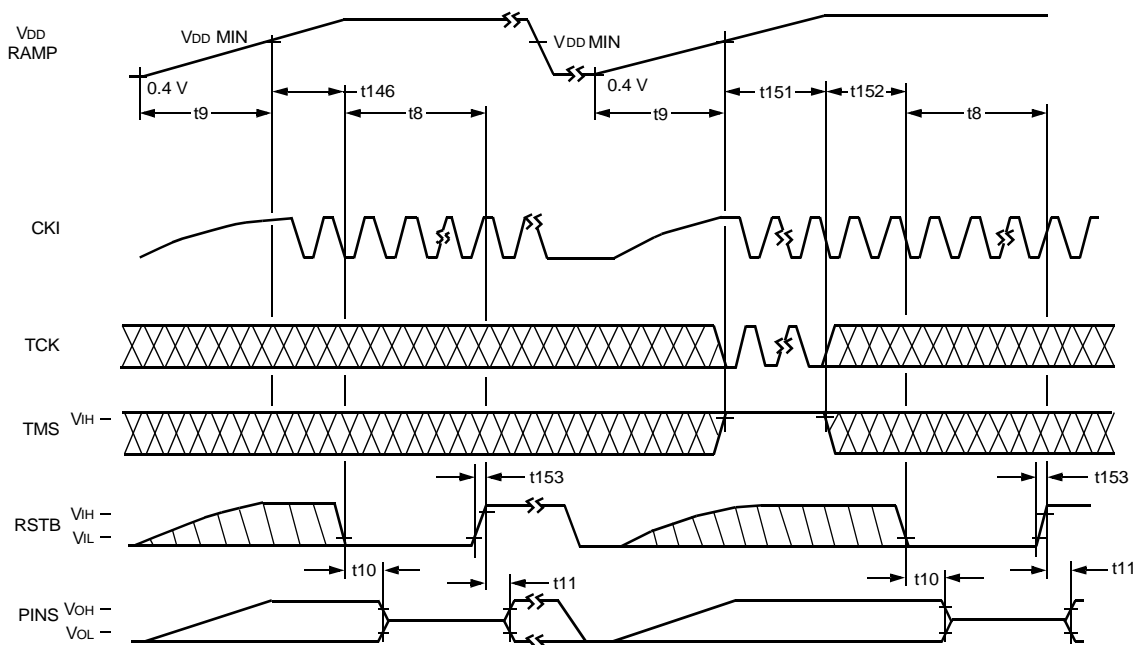 VDD
RAMP
VDD MIN
VDD MIN
0.4 V
0.4 V
t146
t151
t152
t9
t8
t9
t8
CKI
TCK
TMS
VIH –
t153
t153
RSTB
VIH
VIL
t10
t11
t10
t11
PINS
VOH
VOL